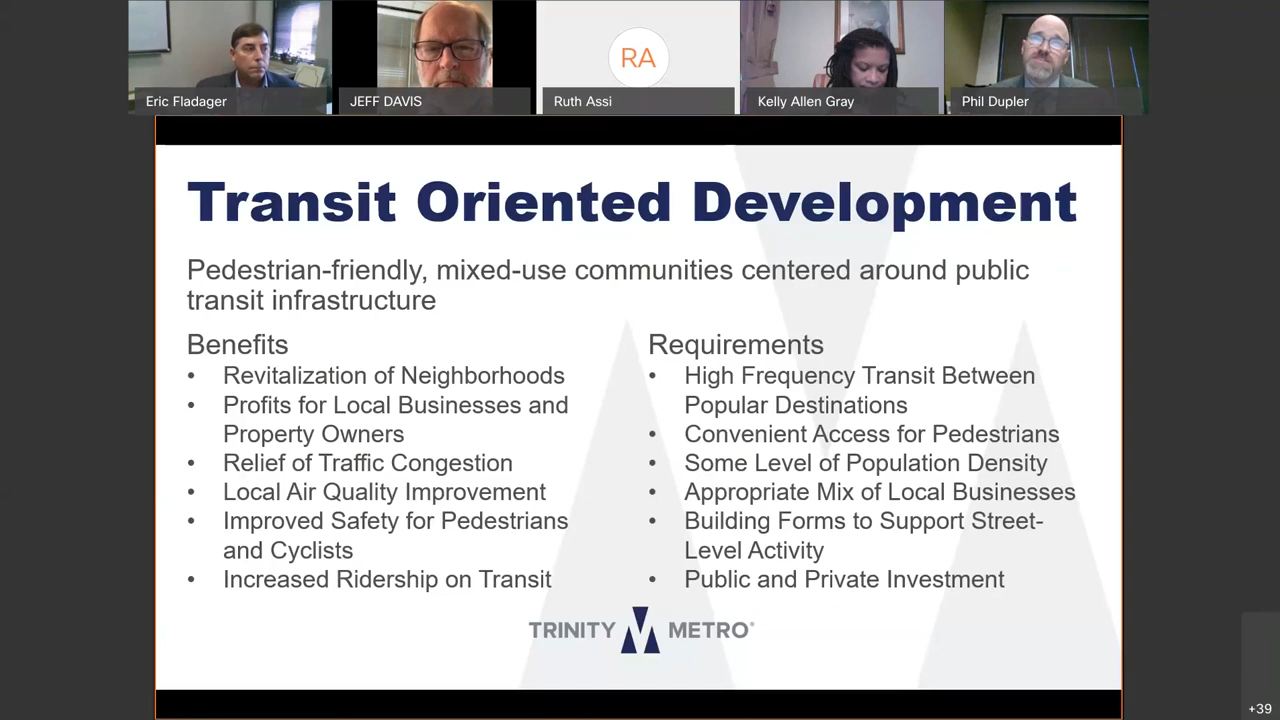 RA
Eric Fladager
JEFF DAVIS
Ruth Assi
Kelly Allen Gray
Phil Dupler
Transit Oriented Development
Pedestrian-friendly, mixed-use communities centered around public
transit infrastructure
Benefits
• Revitalization of Neighborhoods
• Profits for Local Businesses and
Property Owners
• Relief of Traffic Congestion
• Local Air Quality Improvement
• Improved Safety for Pedestrians
and Cyclists
• Increased Ridership on Transit
Requirements
• High Frequency Transit Between
Popular Destinations
• Convenient Access for Pedestrians
• Some Level of Population Density
• Appropriate Mix of Local Businesses
• Building Forms to Support Street-
Level Activity
• Public and Private Investment
TRINITY METRO®
+39